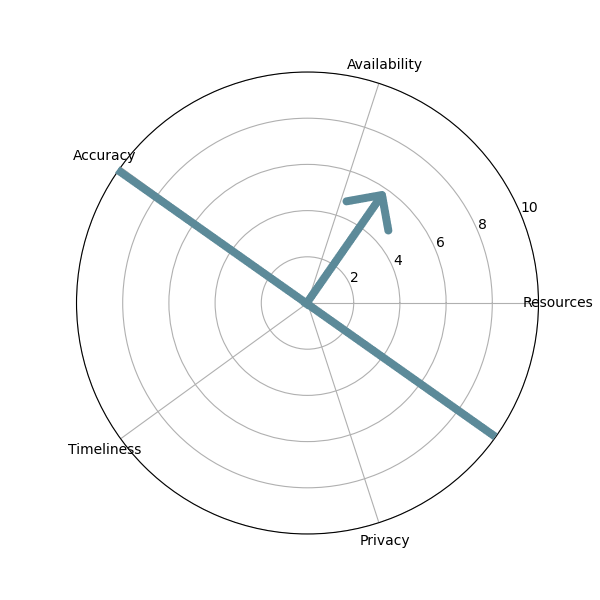 Availability
Accuracy
10
8
6
4
2
Resources
Timeliness
Privacy